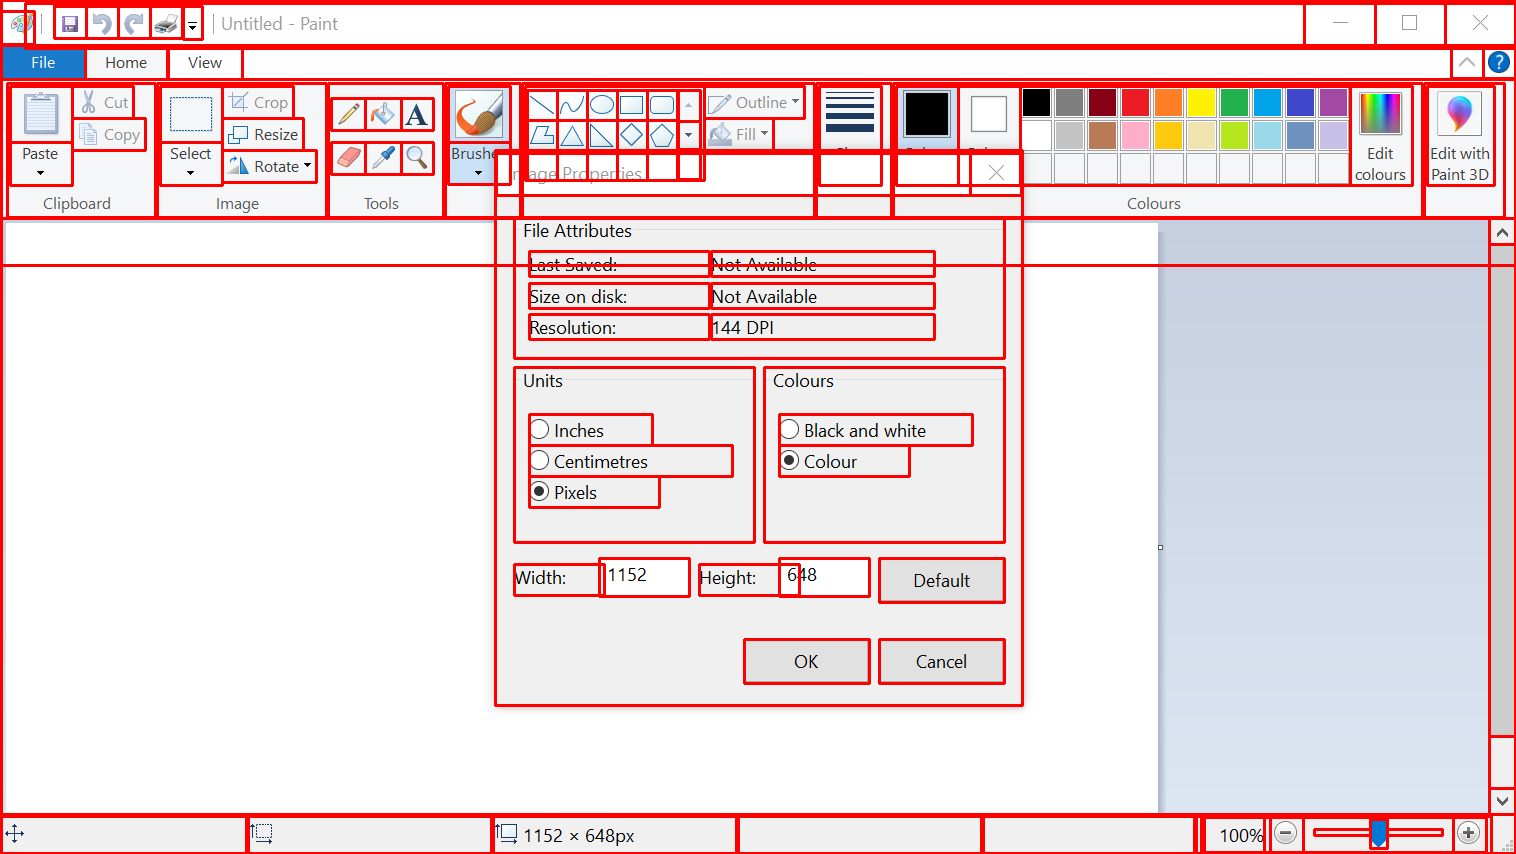 Untitled - Paint
File Home View
Cut
Copy
Paste
Clipboard
Crop
Resize
Rotate
Select
Image
A
Tools
Outline
Fill
Edit colours
Colours
Edit with Paint 3D
Image Properties
File Attributes
Last Saved: Not Available
Size on disk: Not Available
Resolution: 144 DPI
Units
Inches
Centimetres
Pixels
Colours
Black and white
Colour
Width: 1152 Height: 648 Default
OK Cancel
1152 × 648px
100%